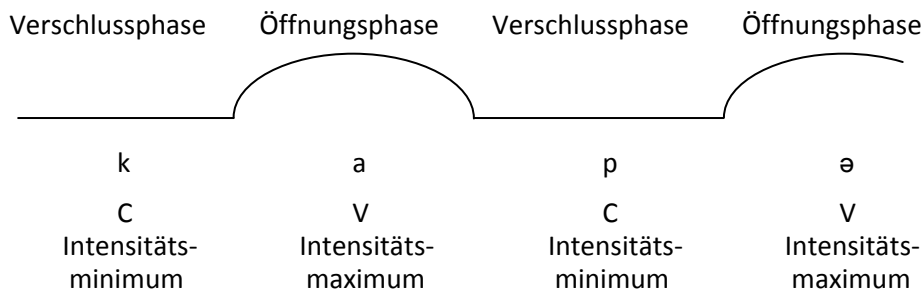 Verschlussphase Öffnungsphase Verschlussphase Öffnungsphase
k a p ə
C V C V
Intensitäts- Intensitäts- Intensitäts- Intensitäts-
minimum maximum minimum maximum